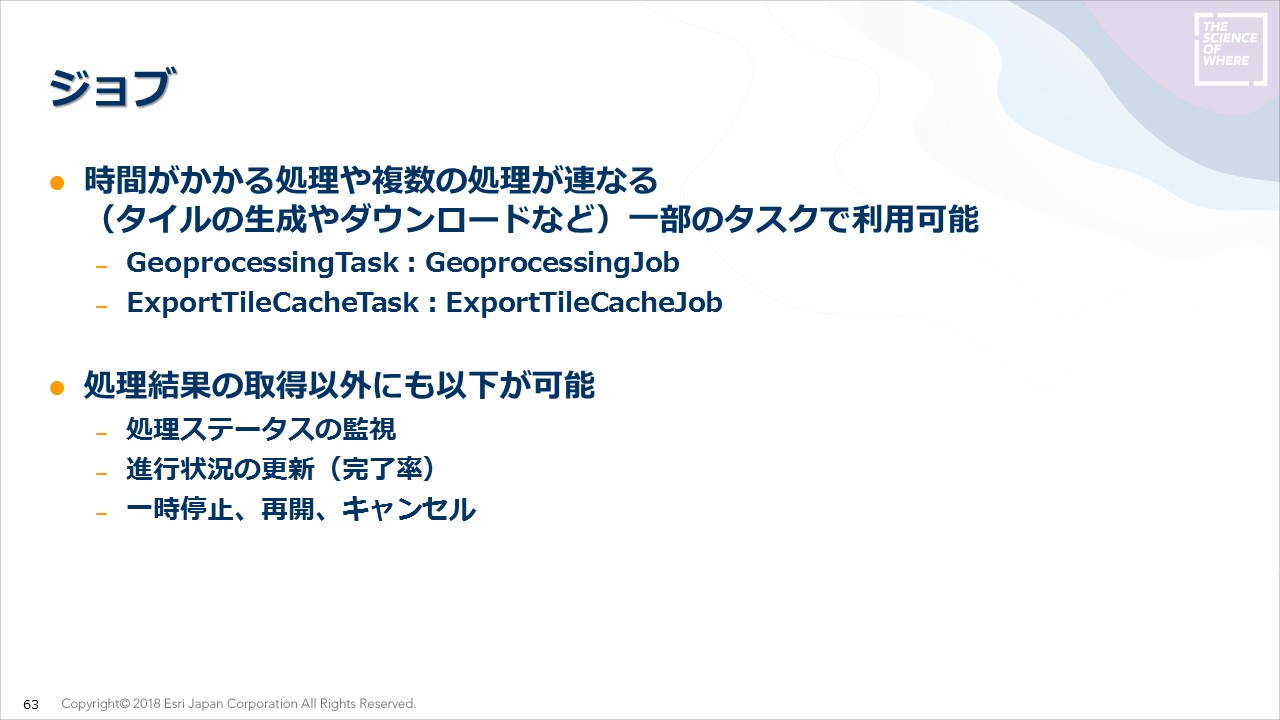 THE
SCIENCE
OF
WHERE
ジョブ
● 時間がかかる処理や複数の処理が連なる
（タイルの生成やダウンロードなど）一部のタスクで利用可能
– GeoprocessingTask : GeoprocessingJob
– ExportTileCacheTask : ExportTileCacheJob
● 処理結果の取得以外にも以下が可能
– 処理ステータスの監視
– 進行状況の更新（完了率）
– 一時停止、再開、キャンセル
63 Copyright© 2018 Esri Japan Corporation All Rights Reserved.